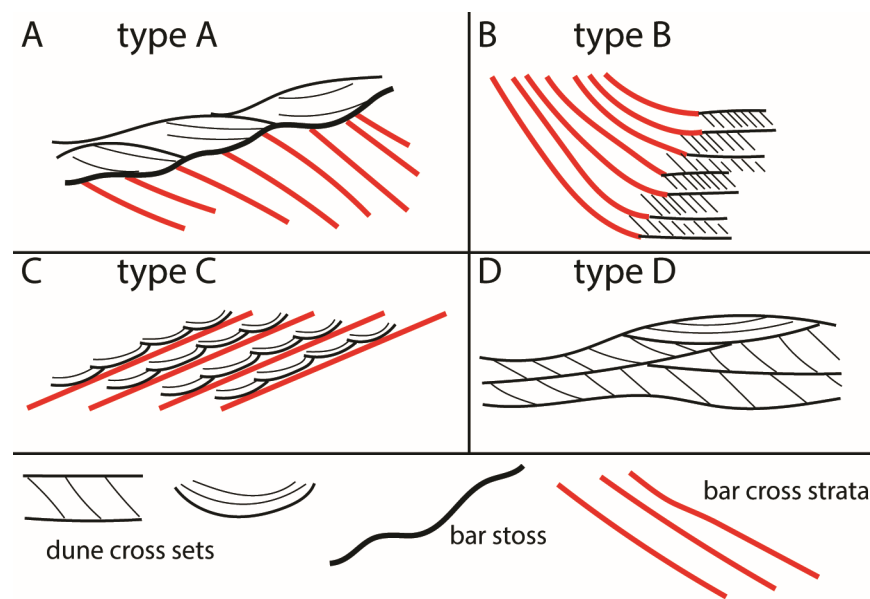 A type A
B type B
C type C
D type D
dune cross sets
bar stoss
bar cross strata